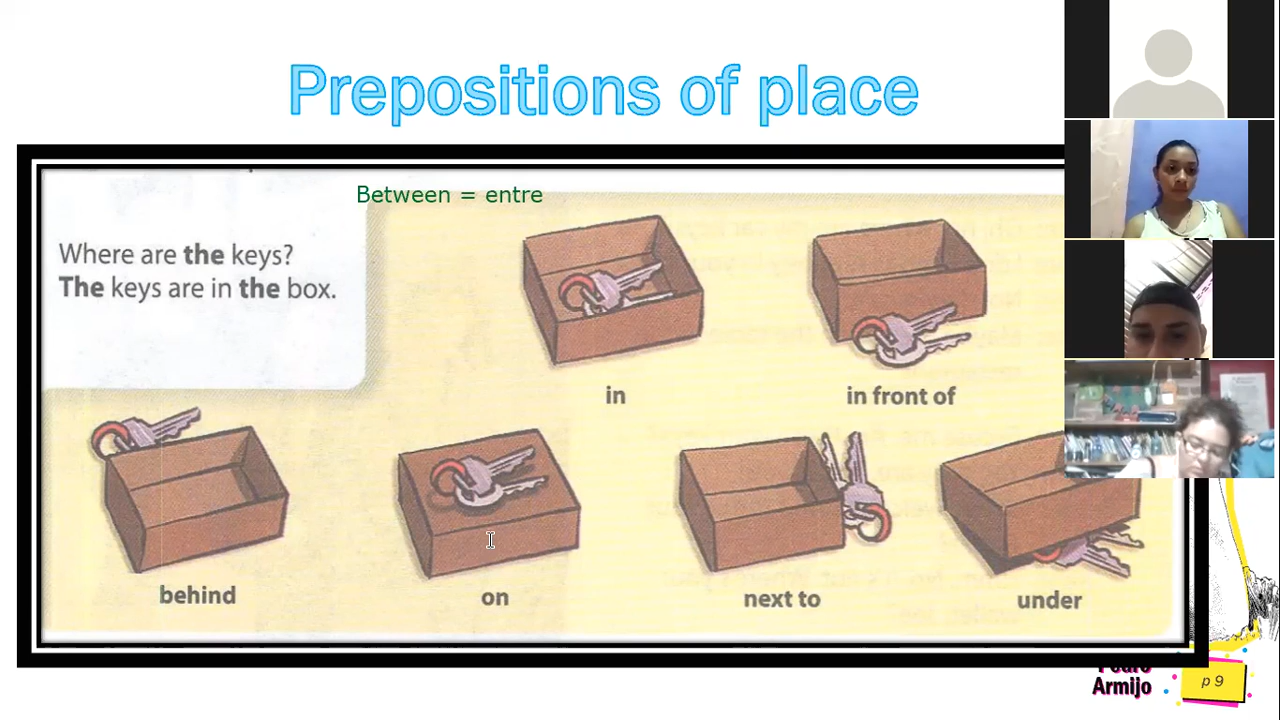 Prepositions of place
Between = entre
Where are the keys?
The keys are in the box.
in
in front of
behind
on
next to
under
Armijo
p 9